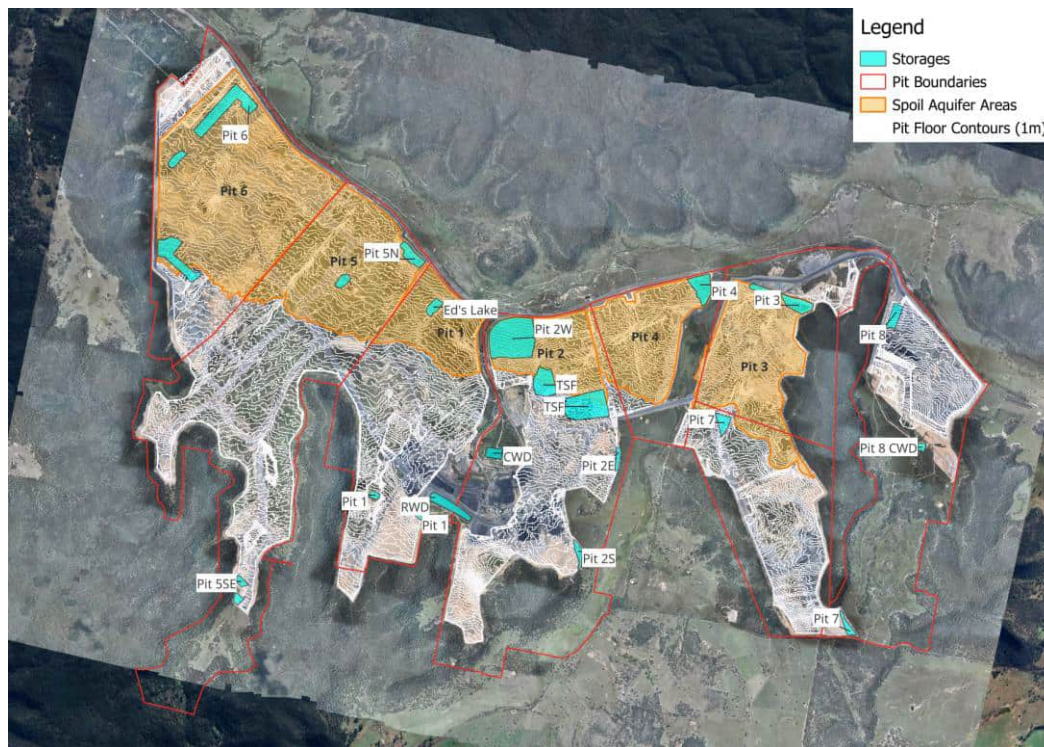 Legend
Storages
Pit Boundaries
Spoil Aquifer Areas
Pit Floor Contours (1m)
Pit 6
Pit 6
Pit 5N
Pit 5
Ed's Lake
Pit 1
Pit 2W
Pit 2
Pit 4
Pit 4
Pit 3
Pit 3
Pit 8
TSF
TSF
Pit 7
CWD
Pit 2E
Pit 8 CWD
Pit 1
RWD
Pit 1
Pit 2S
Pit 5SE
Pit 7